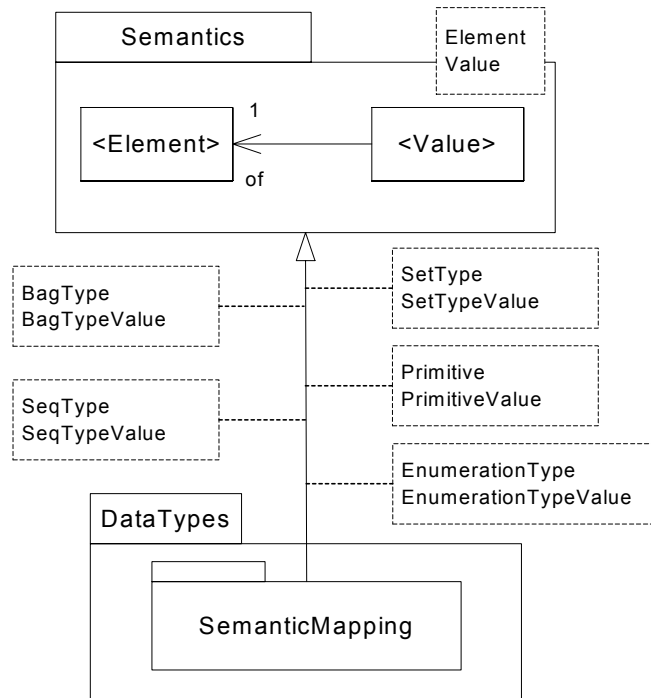 Semantics
Element
Value
1
<Element>
<Value>
of
BagType
BagTypeValue
SetType
SetTypeValue
SeqType
SeqTypeValue
Primitive
PrimitiveValue
EnumerationType
EnumerationTypeValue
DataTypes
SemanticMapping